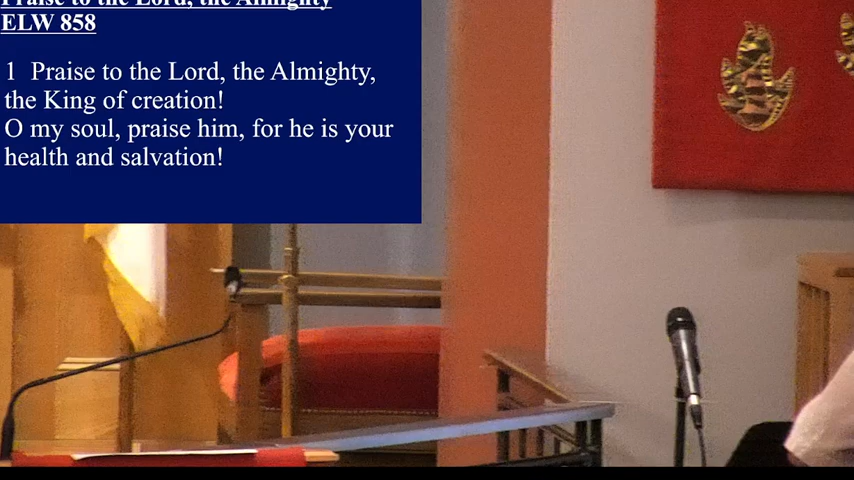 Praise to the Lord, the Almighty
ELW 858
1 Praise to the Lord, the Almighty,
the King of creation!
O my soul, praise him, for he is your
health and salvation!